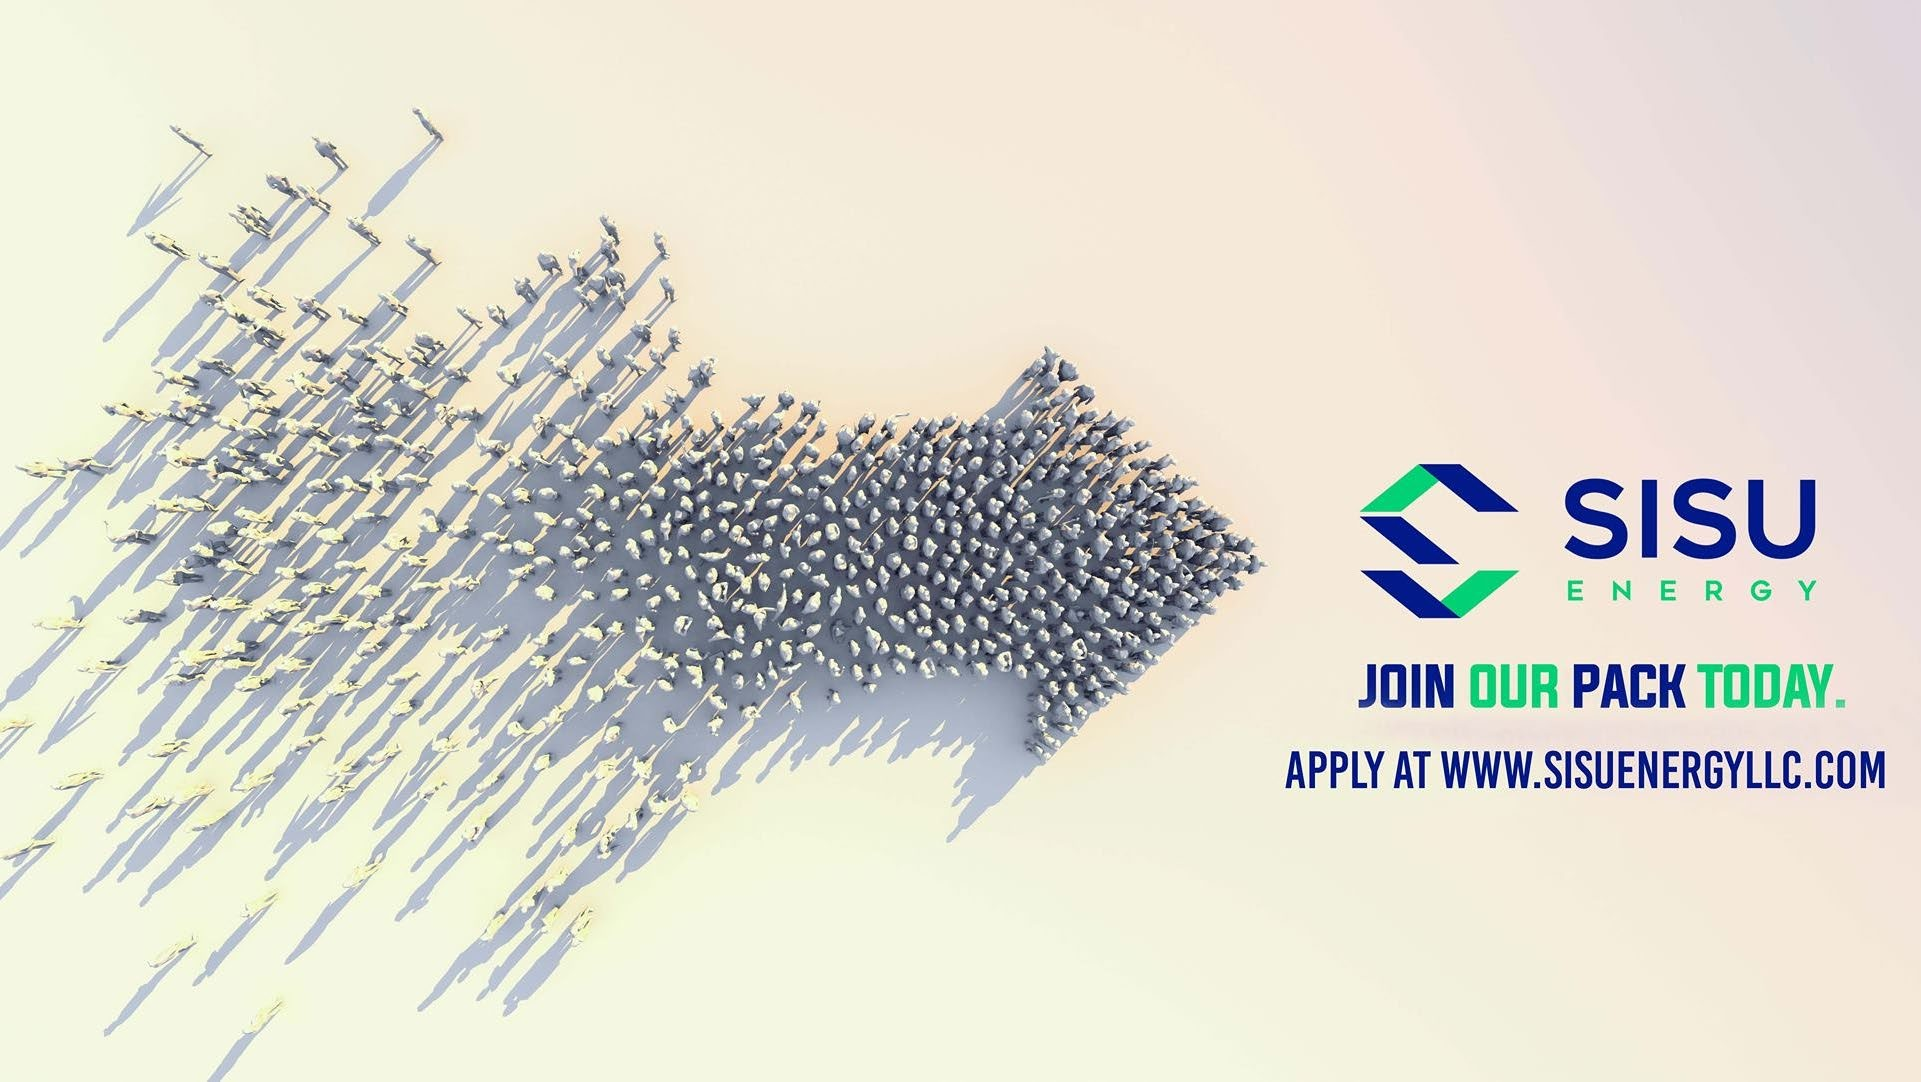 SISU
ENERGY
JOIN OUR PACK TODAY.
APPLY AT WWW.SISUENERGYLLC.COM